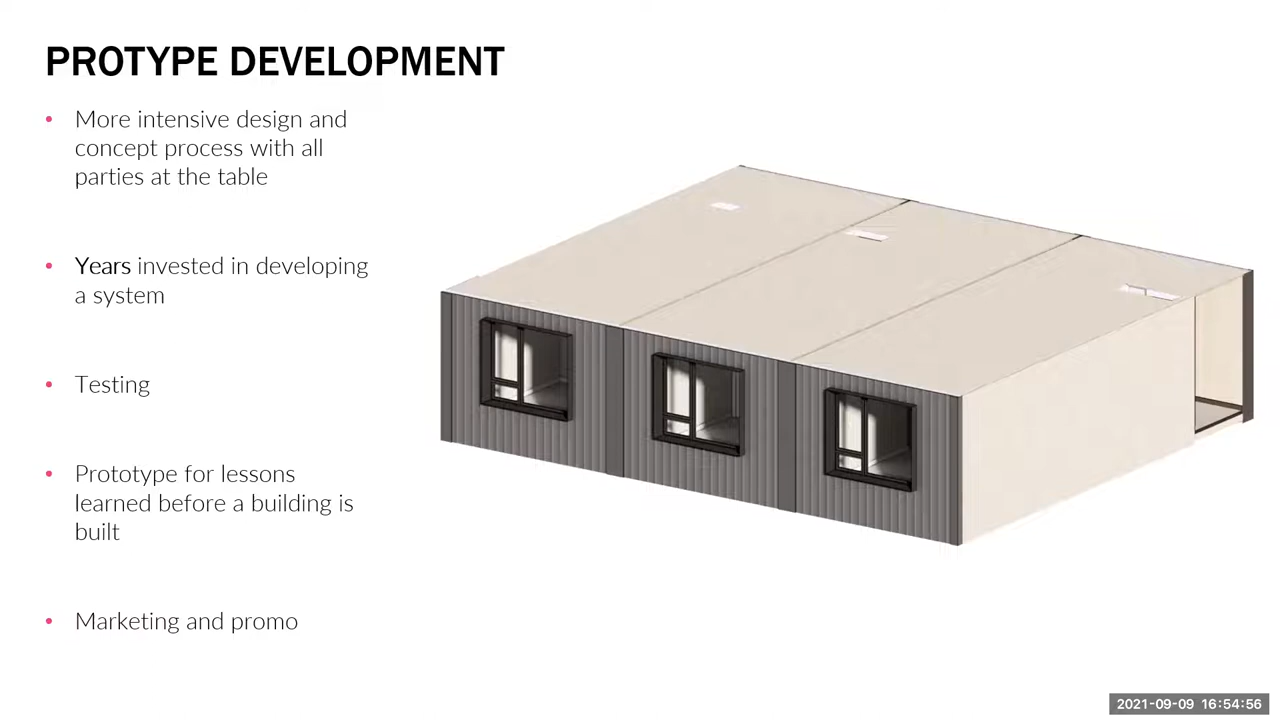 PROTYPE DEVELOPMENT
• More intensive design and
concept process with all
parties at the table
• Years invested in developing
a system
• Testing
• Prototype for lessons
learned before a building is
built
• Marketing and promo
2021-09-09 16:54:56